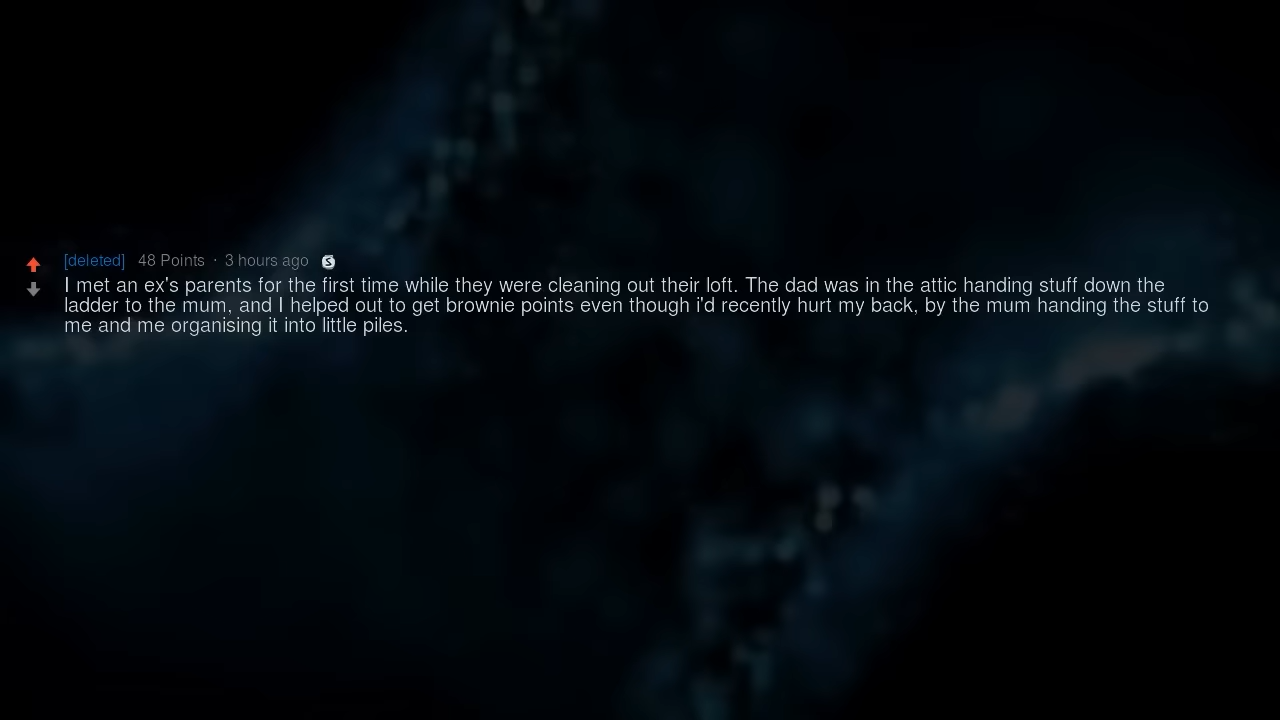 [deleted] 48 Points · 3 hours ago
I met an ex's parents for the first time while they were cleaning out their loft. The dad was in the attic handing stuff down the
ladder to the mum, and I helped out to get brownie points even though i'd recently hurt my back, by the mum handing the stuff to
me and me organising it into little piles.